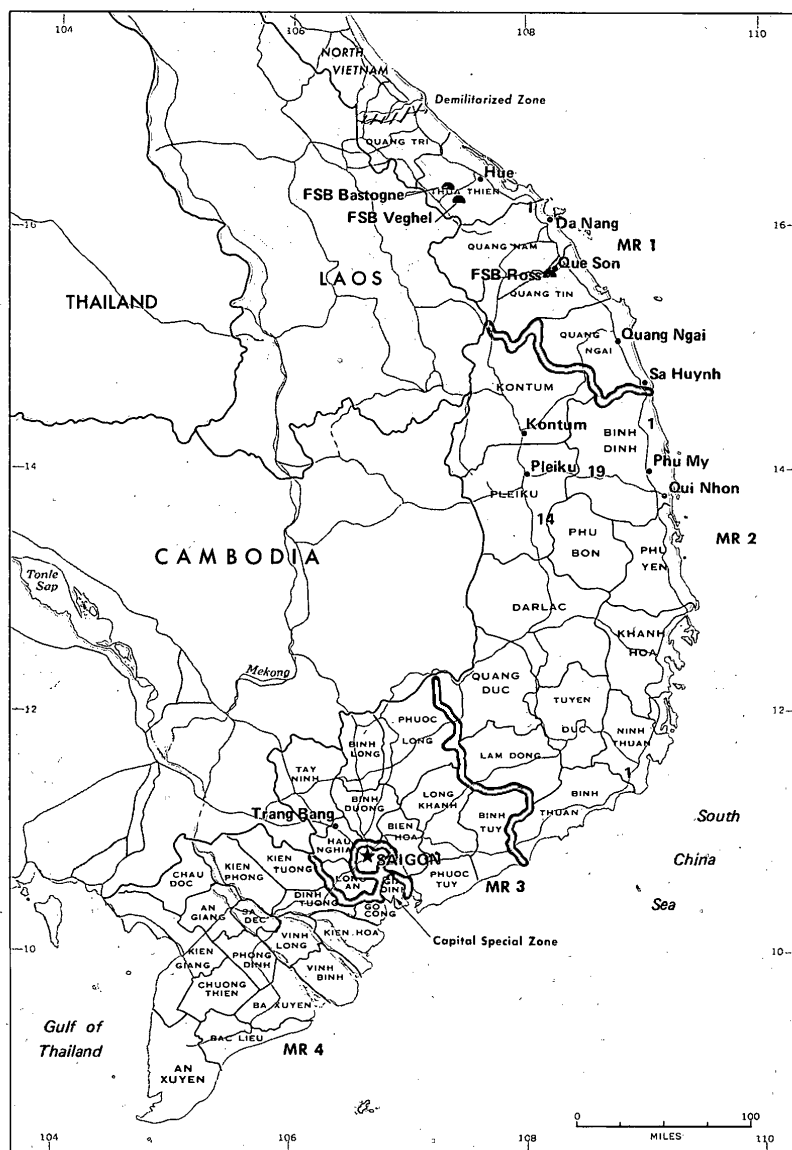 104
106
108
110
NORTH
VIETNAM
Demilitarized Zone
QUANG TRI
Hue
FSB Bastogne
THUA THIEN
FSB Veghel
1
16
Da Nang
16
MR 1
QUANG NAM
LAOS
Que Son
FSB Ross
THAILAND
QUANG TIN
QUANG
NGAI
Quang Ngai
Sa Huynh
KONTUM
1
Kontum
BINH
DINH
14
Pleiku
19
Phu My
14
PLEIKU
Qui Nhon
14
PHU
BON
MR 2
CAMBODIA
PHU
YEN
Tonle
Sap
DARLAC
KHANH
HOA
Mekong
QUANG
DUC
12
TUYEN
DUC
12
PHUOC
LONG
NINH
THUAN
BINH
LONG
LAM DONG
TAY
NINH
1
BINH
DUONG
LONG
KHANH
BINH
THUAN
Trang Bang
BINH
TUY
South
China
Sea
BIEN
HOA
HAU
NGHIA
SAIGON
CHAU
DOC
KIEN
PHONG
KIEN
TUONG
LONG
AN
GIA
DINH
PHUOC
TUY
MR 3
DINH
TUONG
GO
CONG
AN
GIANG
SA
DEC
Capital Special Zone
10
VINH
LONG
KIEN HOA
10
KIEN
GIANG
PHONG
DINH
VINH
BINH
CHUONG
THIEN
BA XUYEN
Gulf of
Thailand
BAC LIEU
MR 4
AN
XUYEN
0
100
MILES
104
106
108
110